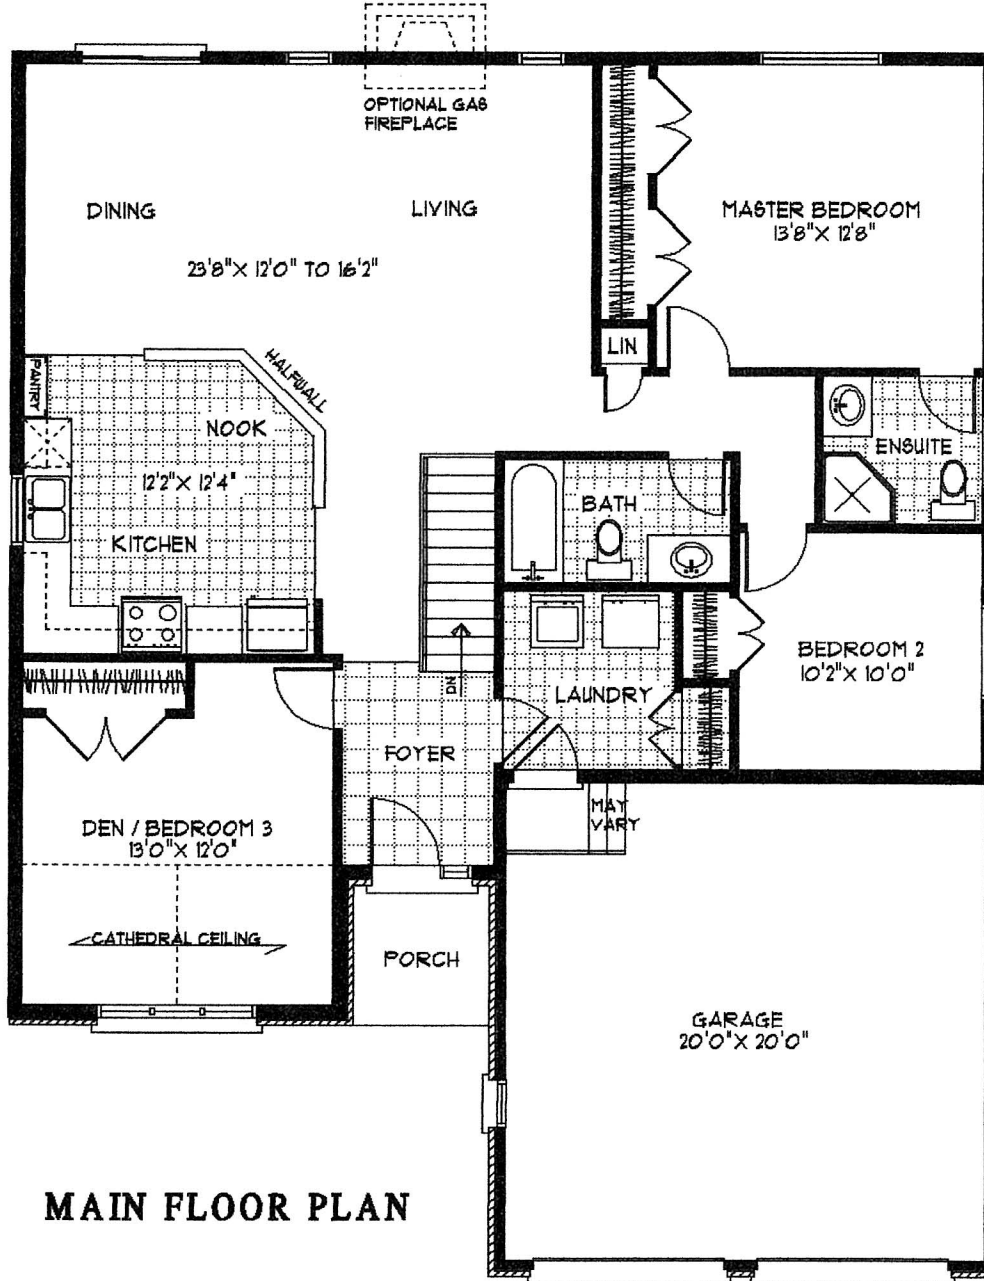 OPTIONAL GAS
FIREPLACE
DINING
LIVING
23'8" X 12'0" TO 16'2"
MASTER BEDROOM
13'8" X 12'8"
LIN
PANTRY
HALFWALL
NOOK
12'2" X 12'4"
KITCHEN
ENSUITE
BATH
BEDROOM 2
10'2" X 10'0"
LAUNDRY
DN
FOYER
MAY
VARY
DEN / BEDROOM 3
13'0" X 12'0"
CATHEDRAL CEILING
PORCH
GARAGE
20'0" X 20'0"
MAIN FLOOR PLAN